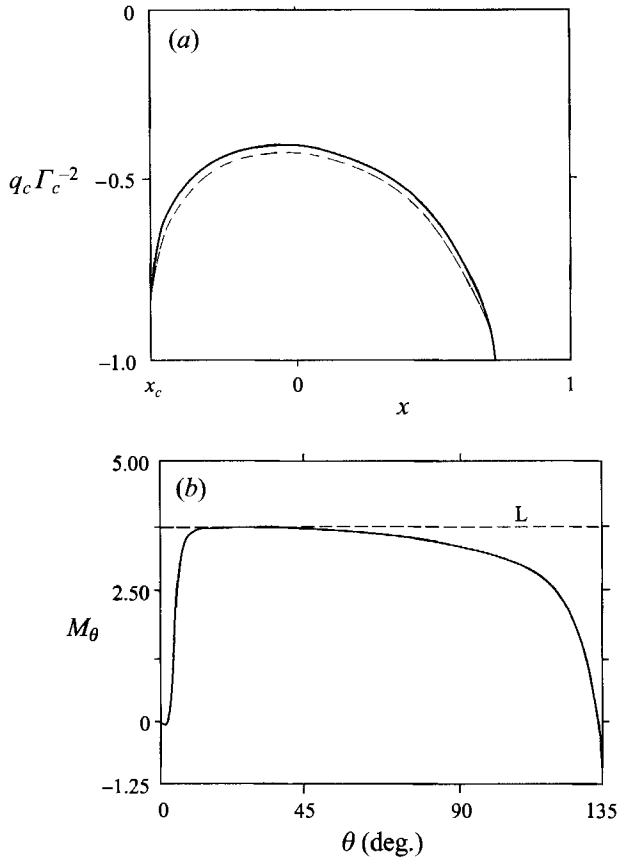 0
(a)
q_c Γ_c^{-2}
-0.5
-1.0
x_c 0 1
x
5.00
(b)
L
2.50
M_θ
0
-1.25
0 45 90 135
θ (deg.)